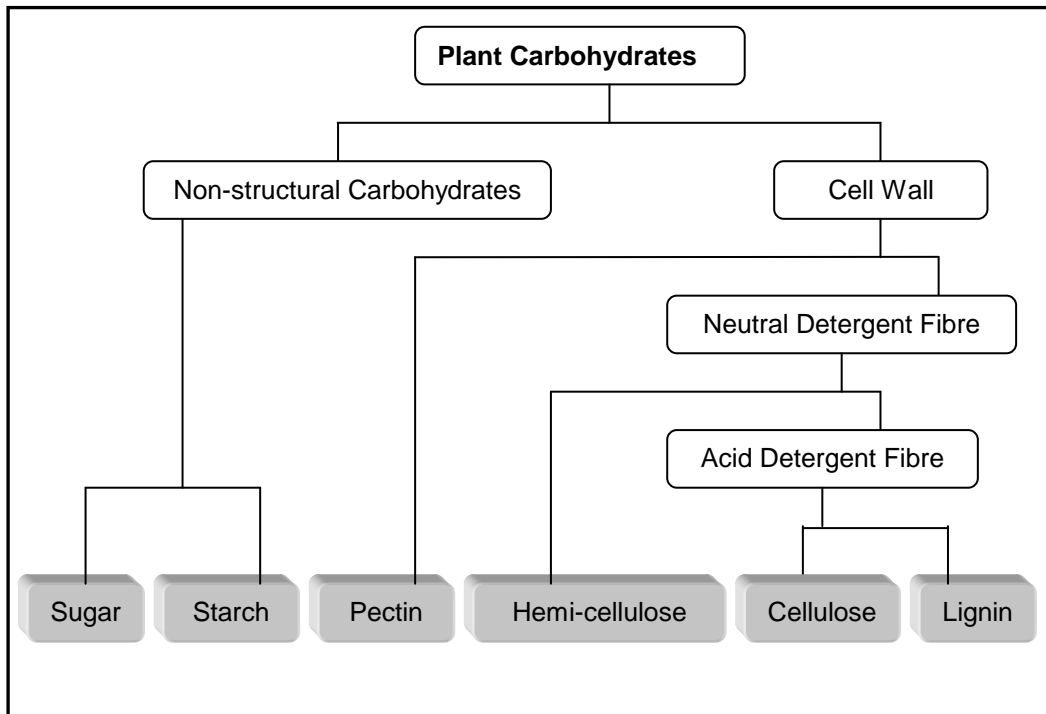 Plant Carbohydrates
Non-structural Carbohydrates
Cell Wall
Neutral Detergent Fibre
Acid Detergent Fibre
Sugar
Starch
Pectin
Hemi-cellulose
Cellulose
Lignin